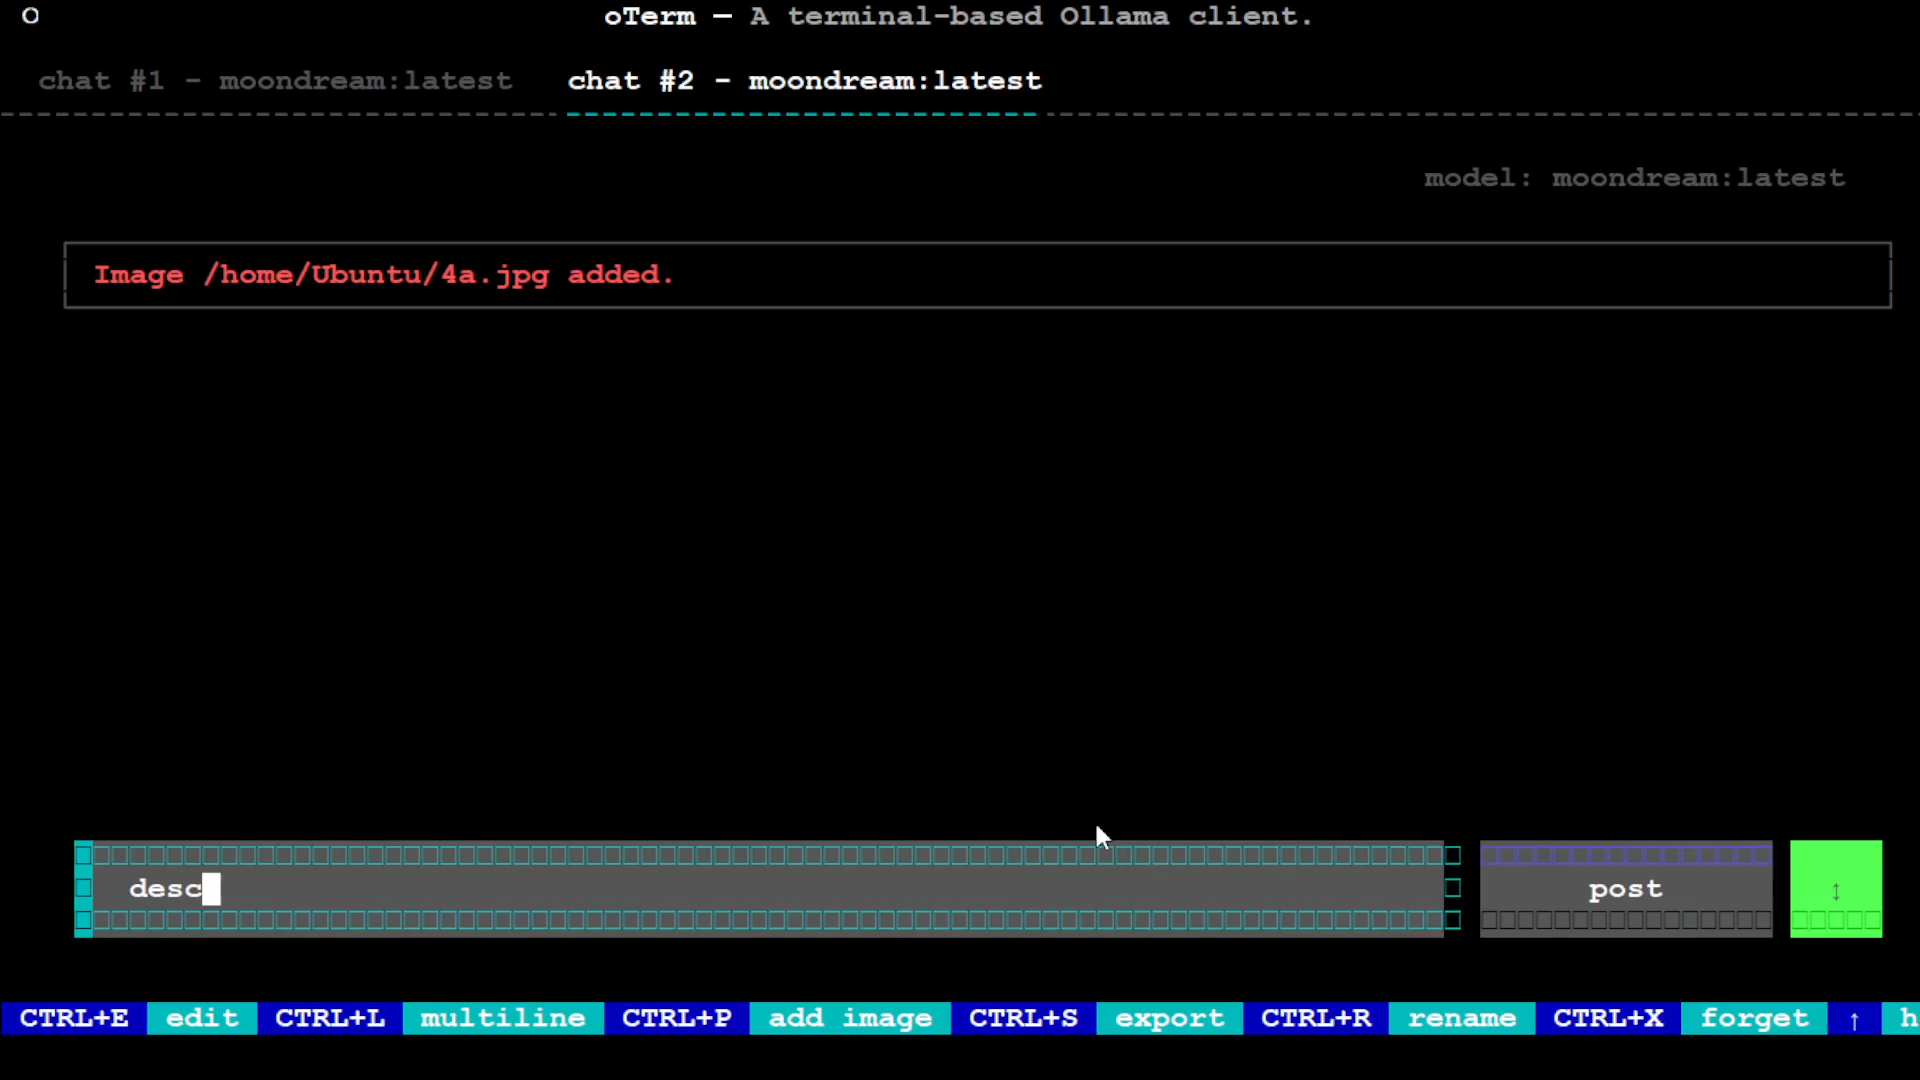 O oTerm — A terminal-based Ollama client.
chat #1 - moondream:latest chat #2 - moondream:latest
model: moondream:latest
Image /home/Ubuntu/4a.jpg added.
desc post ↕
CTRL+E edit CTRL+L multiline CTRL+P add image CTRL+S export CTRL+R rename CTRL+X forget ↑ h